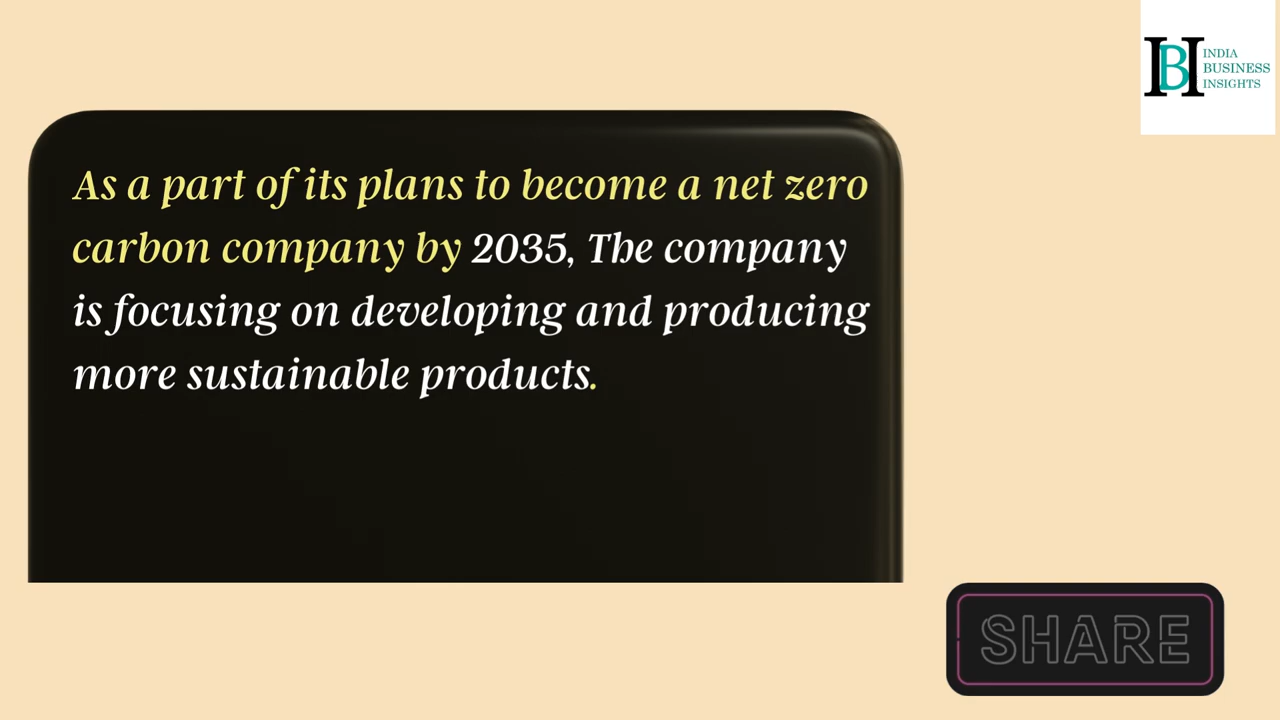 INDIA
BUSINESS
INSIGHTS
As a part of its plans to become a net zero
carbon company by 2035, The company
is focusing on developing and producing
more sustainable products.
SHARE